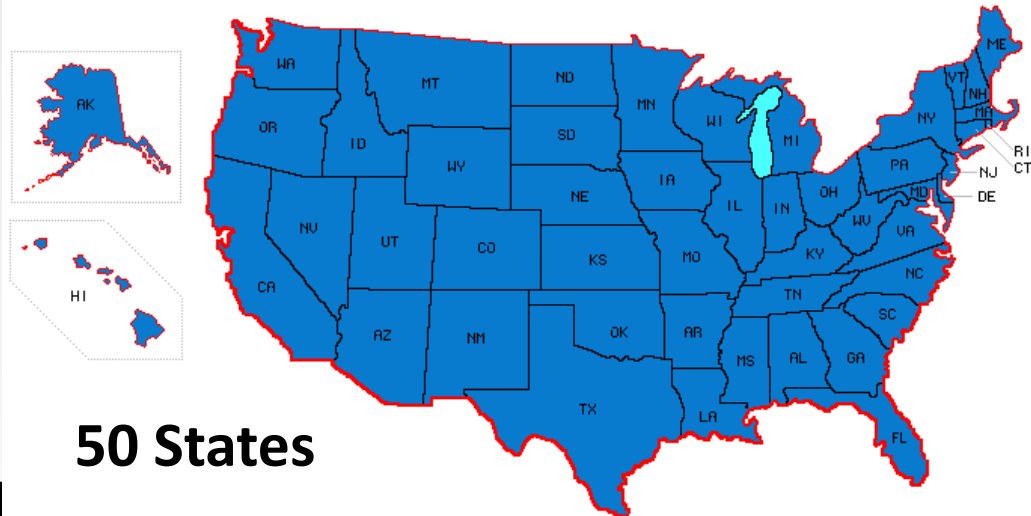 ME
WA
VT
MT
ND
NH
AK
MN
MA
OR
WI
NY
ID
SD
MI
RI
WY
PA
CT
NJ
IA
NE
OH
MD
DE
IL
IN
NV
WV
UT
CO
VA
KY
MO
KS
NC
CA
HI
TN
SC
OK
AR
AZ
NM
MS
AL
GA
TX
LA
FL
50 States